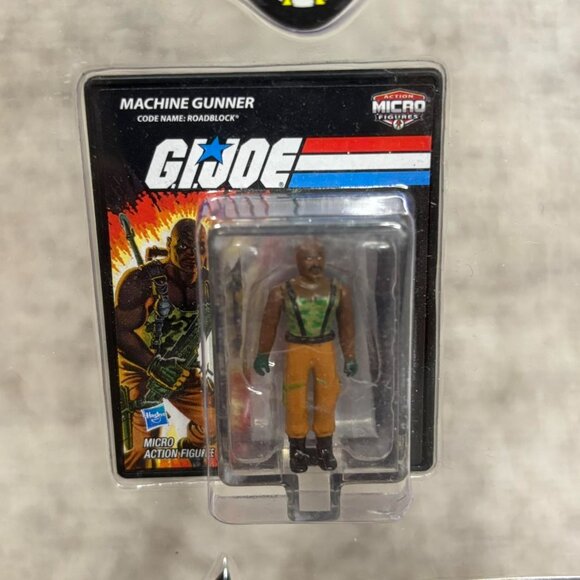 MACHINE GUNNER
CODE NAME: ROADBLOCK®
ACTION
MICRO
FIGURES
G.I.JOE®
Hasbro
MICRO
ACTION FIGURE